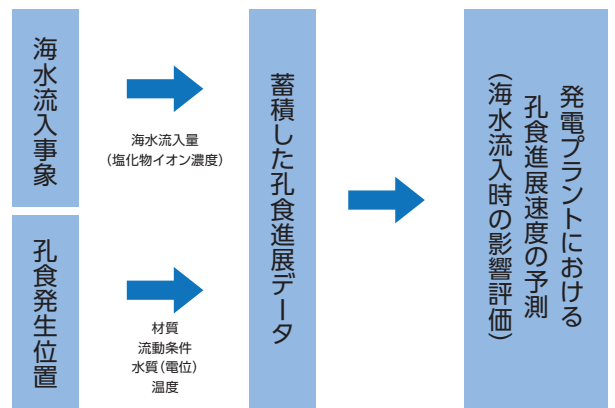 海水流入事象
海水流入量
（塩化物イオン濃度）
孔食発生位置
材質
流動条件
水質（電位）
温度
蓄積した孔食進展データ
発電プラントにおける
孔食進展速度の予測
（海水流入時の影響評価）